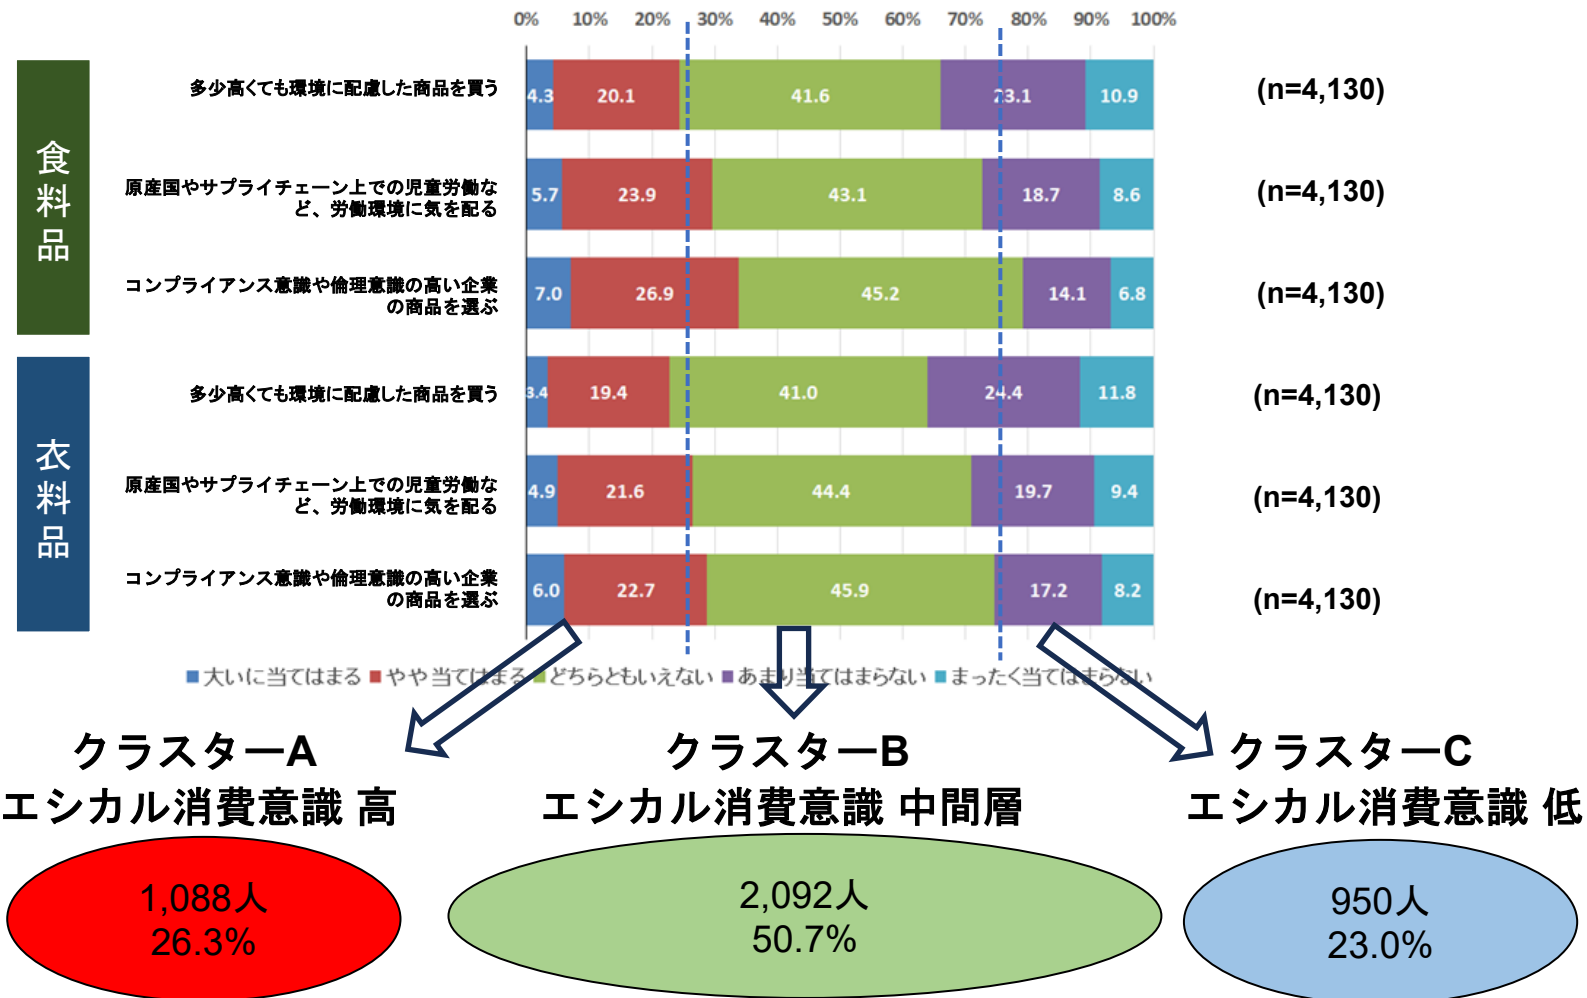 0% 10% 20% 30% 40% 50% 60% 70% 80% 90% 100%
食料品
多少高くても環境に配慮した商品を買う
4.3 20.1 41.6 23.1 10.9
(n=4,130)
原産国やサプライチェーン上での児童労働な
ど、労働環境に気を配る
5.7 23.9 43.1 18.7 8.6
(n=4,130)
コンプライアンス意識や倫理意識の高い企業
の商品を選ぶ
7.0 26.9 45.2 14.1 6.8
(n=4,130)
衣料品
多少高くても環境に配慮した商品を買う
3.4 19.4 41.0 24.4 11.8
(n=4,130)
原産国やサプライチェーン上での児童労働な
ど、労働環境に気を配る
4.9 21.6 44.4 19.7 9.4
(n=4,130)
コンプライアンス意識や倫理意識の高い企業
の商品を選ぶ
6.0 22.7 45.9 17.2 8.2
(n=4,130)
大いに当てはまる やや当てはまる どちらともいえない あまり当てはまらない まったく当てはまらない
クラスターA
エシカル消費意識 高
1,088人
26.3%
クラスターB
エシカル消費意識 中間層
2,092人
50.7%
クラスターC
エシカル消費意識 低
950人
23.0%